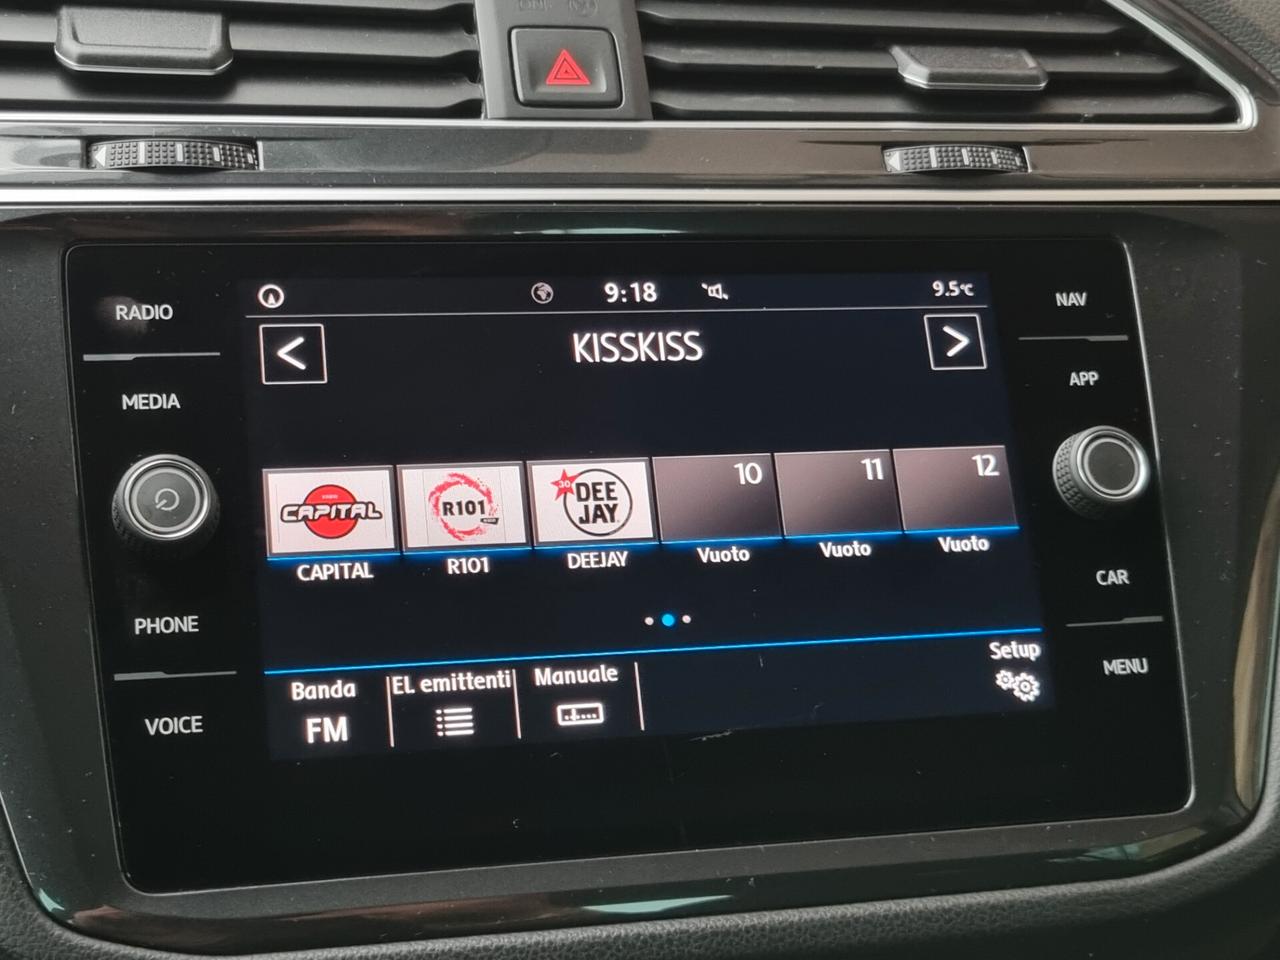 RADIO
MEDIA
PHONE
VOICE
9:18
9.5°C
<
KISSKISS
>
CAPITAL
R101
30
DEE
JAY
10
11
12
CAPITAL
R101
DEEJAY
Vuoto
Vuoto
Vuoto
Banda
FM
El. emittenti
Manuale
Setup
NAV
APP
CAR
MENU